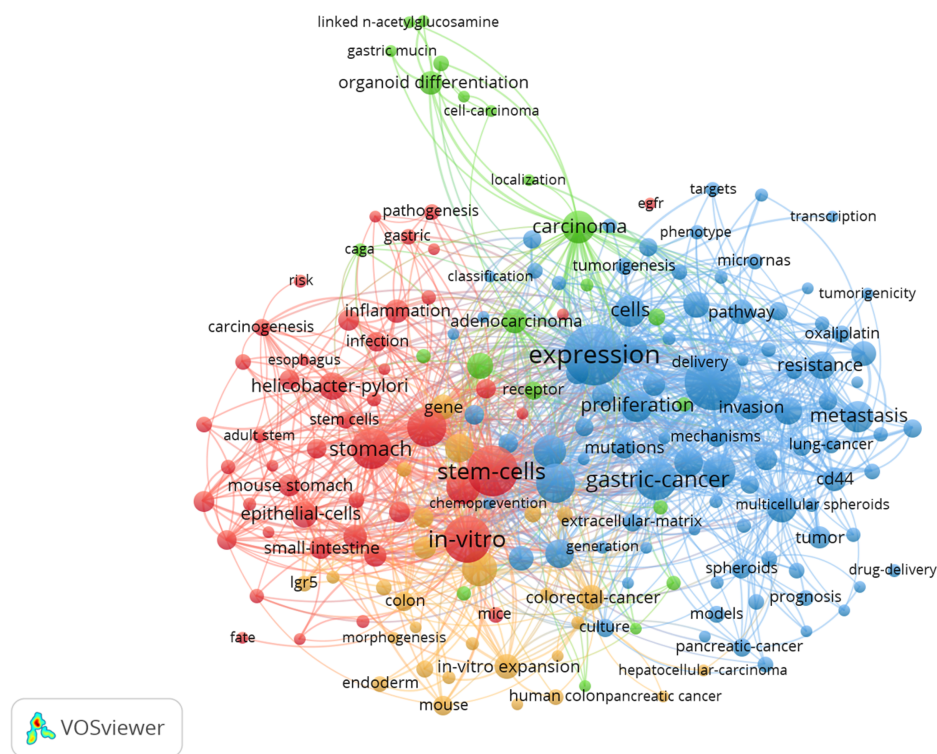 linked n-acetylglucosamine
gastric mucin
organoid differentiation
cell-carcinoma
localization
targets
egfr
pathogenesis
transcription
carcinoma
phenotype
gastric
caga
tumorigenesis
micrornas
classification
risk
tumorigenicity
inflammation
cells
pathway
adenocarcinoma
carcinogenesis
oxaliplatin
infection
expression
esophagus
delivery
resistance
helicobacter-pylori
receptor
gene
proliferation
invasion
metastasis
stem cells
adult stem
mechanisms
lung-cancer
stomach
mutations
stem-cells
gastric-cancer
cd44
mouse stomach
chemoprevention
multicellular spheroids
epithelial-cells
extracellular-matrix
in-vitro
tumor
small-intestine
generation
spheroids
drug-delivery
lgr5
colon
colorectal-cancer
prognosis
mice
models
culture
fate
morphogenesis
pancreatic-cancer
in-vitro expansion
hepatocellular-carcinoma
endoderm
human colon
pancreatic cancer
mouse
VOSviewer